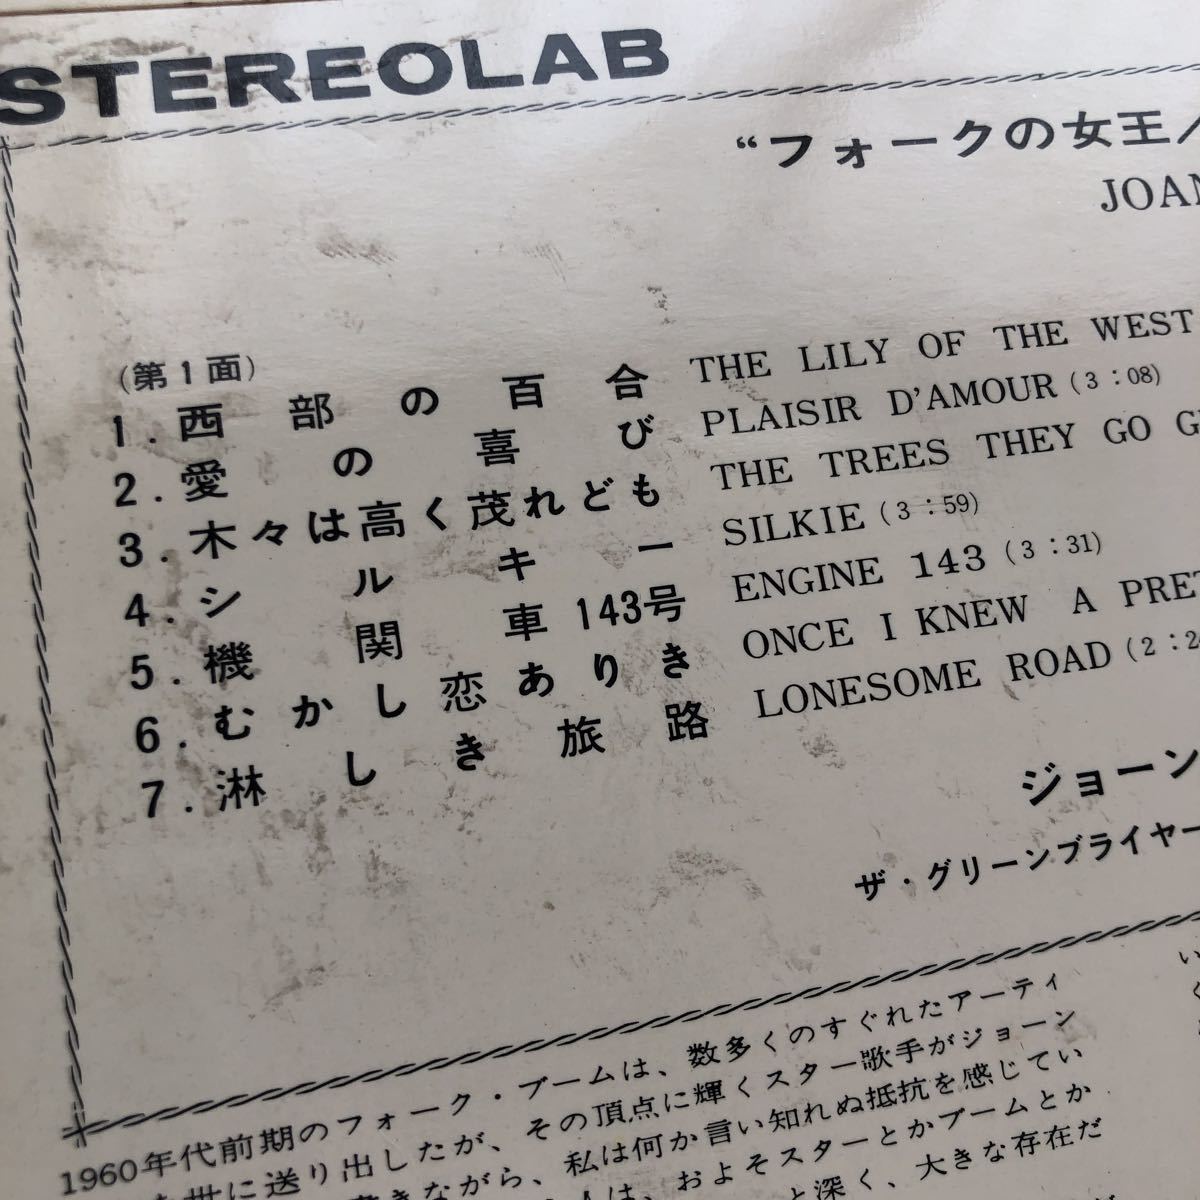 STEREOLAB
“フォークの女王／
JOAN
(第1面)
1. 西部の百合 THE LILY OF THE WEST
2. 愛の喜び PLAISIR D'AMOUR (3：08)
3. 木々は高く茂れども THE TREES THEY GO
4. シルキー SILKIE (3：59)
5. 機関車143号 ENGINE 143 (3：31)
6. むかし恋ありき ONCE I KNEW A
7. 淋しき旅路 LONESOME ROAD
ジョーン
ザ・グリーンブライヤー
1960年代前期のフォーク・ブームは、数多くのすぐれたアーティ
世に送り出したが、その頂点に輝くスター歌手がジョーン
きながら、私は何か言い知れぬ抵抗を感じてい
人は、およそスターとかブームとか
と深く、大きな存在だ
い